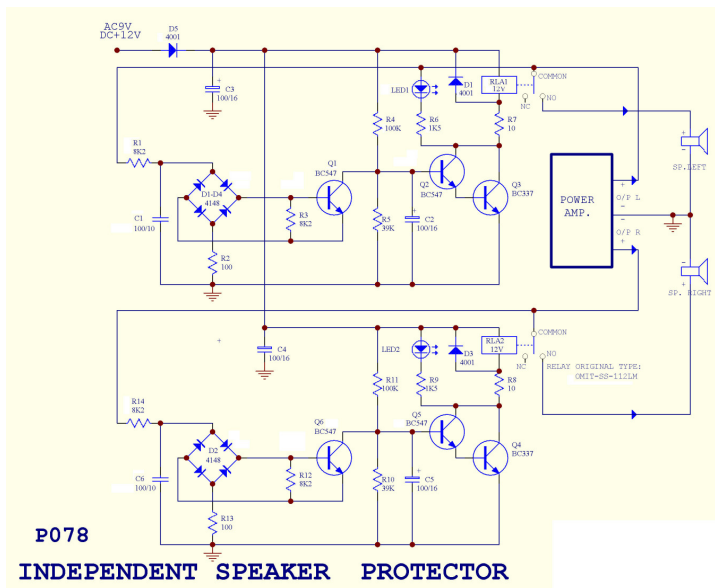 AC9V
DC+12V
D5
4001
+
C3
100/16
LED1
D1
4001
RLA1
12V
COMMON
NC
NO
R4
100K
R6
1K5
R7
10
R1
8K2
Q1
BC547
Q2
BC547
Q3
BC337
D1-D4
4148
C1
100/10
R3
8K2
R5
39K
+
C2
100/16
R2
100
POWER
AMP.
+
O/P L
-
-
O/P R
+
+
-
SP.LEFT
-
+
SP. RIGHT
+
C4
100/16
LED2
D3
4001
RLA2
12V
COMMON
NC
NO
RELAY ORIGINAL TYPE:
OMIT-SS-112LM
R11
100K
R9
1K5
R8
10
R14
8K2
Q6
BC547
Q5
BC547
Q4
BC337
D2
4148
C6
100/10
R12
8K2
R10
39K
+
C5
100/16
R13
100
P078
INDEPENDENT SPEAKER PROTECTOR